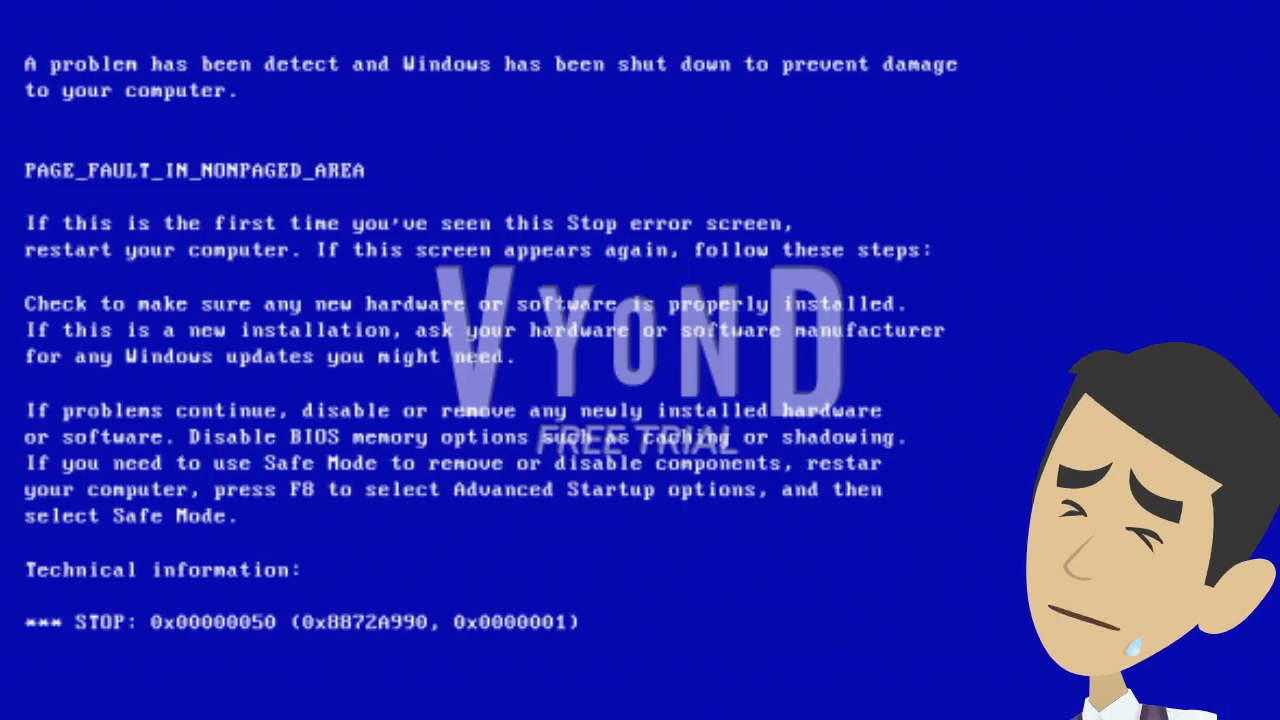 A problem has been detect and Windows has been shut down to prevent damage
to your computer.
PAGE_FAULT_IN_NONPAGED_AREA
If this is the first time you've seen this Stop error screen,
restart your computer. If this screen appears again, follow these steps:
Check to make sure any new hardware or software is properly installed.
If this is a new installation, ask your hardware or software manufacturer
for any Windows updates you might need.
If problems continue, disable or remove any newly installed hardware
or software. Disable BIOS memory options such as caching or shadowing.
If you need to use Safe Mode to remove or disable components, restar
your computer, press F8 to select Advanced Startup options, and then
select Safe Mode.
Technical information:
*** STOP: 0x00000050 (0x8872A990, 0x0000001)
VYOND
FREE TRIAL